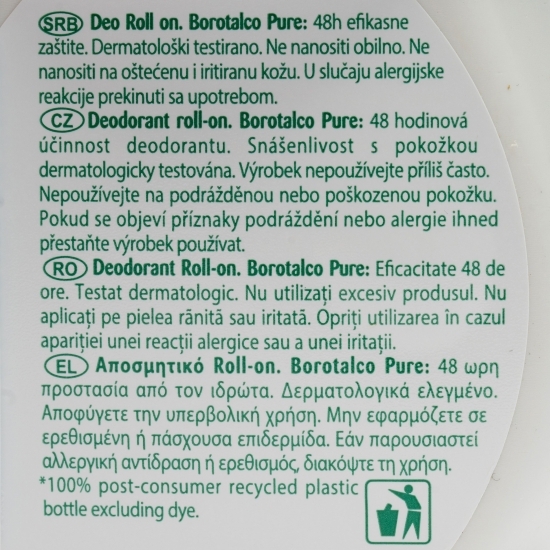 SRB Deo Roll on. Borotalco Pure: 48h efikasne
zaštite. Dermatološki testirano. Ne nanositi obilno. Ne
nanositi na oštećenu i iritiranu kožu. U slučaju alergijske
reakcije prekinuti sa upotrebom.
CZ Deodorant roll-on. Borotalco Pure: 48 hodinová
účinnost deodorantu. Snášenlivost s pokožkou
dermatologicky testována. Výrobek nepoužívejte příliš často.
Nepoužívejte na podrážděnou nebo poškozenou pokožku.
Pokud se objeví příznaky podráždění nebo alergie ihned
přestaňte výrobek používat.
RO Deodorant Roll-on. Borotalco Pure: Eficacitate 48 de
ore. Testat dermatologic. Nu utilizați excesiv produsul. Nu
aplicați pe pielea rănită sau iritată. Opriți utilizarea în cazul
apariției unei reacții alergice sau a unei iritații.
EL Αποσμητικό Roll-on. Borotalco Pure: 48 ωρη
προστασία από τον ιδρώτα. Δερματολογικά ελεγμένο.
Αποφύγετε την υπερβολική χρήση. Μην εφαρμόζετε σε
ερεθισμένη ή πάσχουσα επιδερμίδα. Εάν παρουσιαστεί
αλλεργική αντίδραση ή ερεθισμός, διακόψτε τη χρήση.
*100% post-consumer recycled plastic
bottle excluding dye.